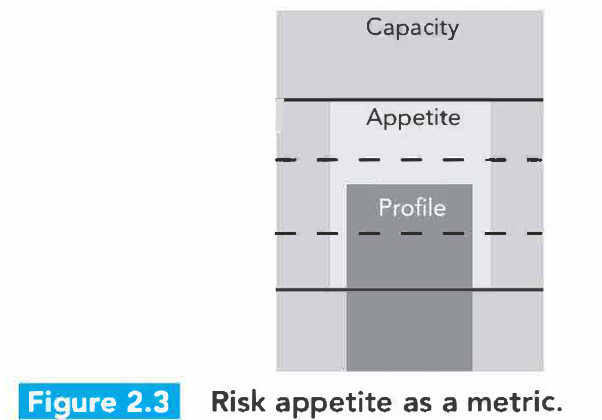 Capacity
Appetite
Profile
Figure 2.3 Risk appetite as a metric.